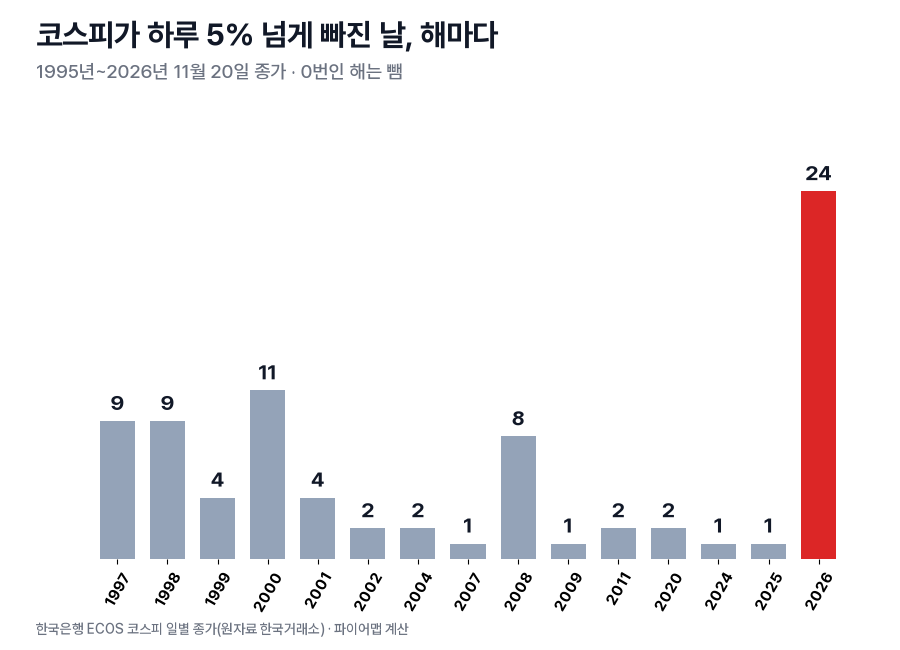 코스피가 하루 5% 넘게 빠진 날, 해마다
1995년~2026년 11월 20일 종가 · 0번인 해는 뺌
24
11
9 9
8
4 4
2 2 2 2
1 1 1 1
1997 1998 1999 2000 2001 2002 2004 2007 2008 2009 2011 2020 2024 2025 2026
한국은행 ECOS 코스피 일별 종가(원자료 한국거래소) · 파이어맵 계산